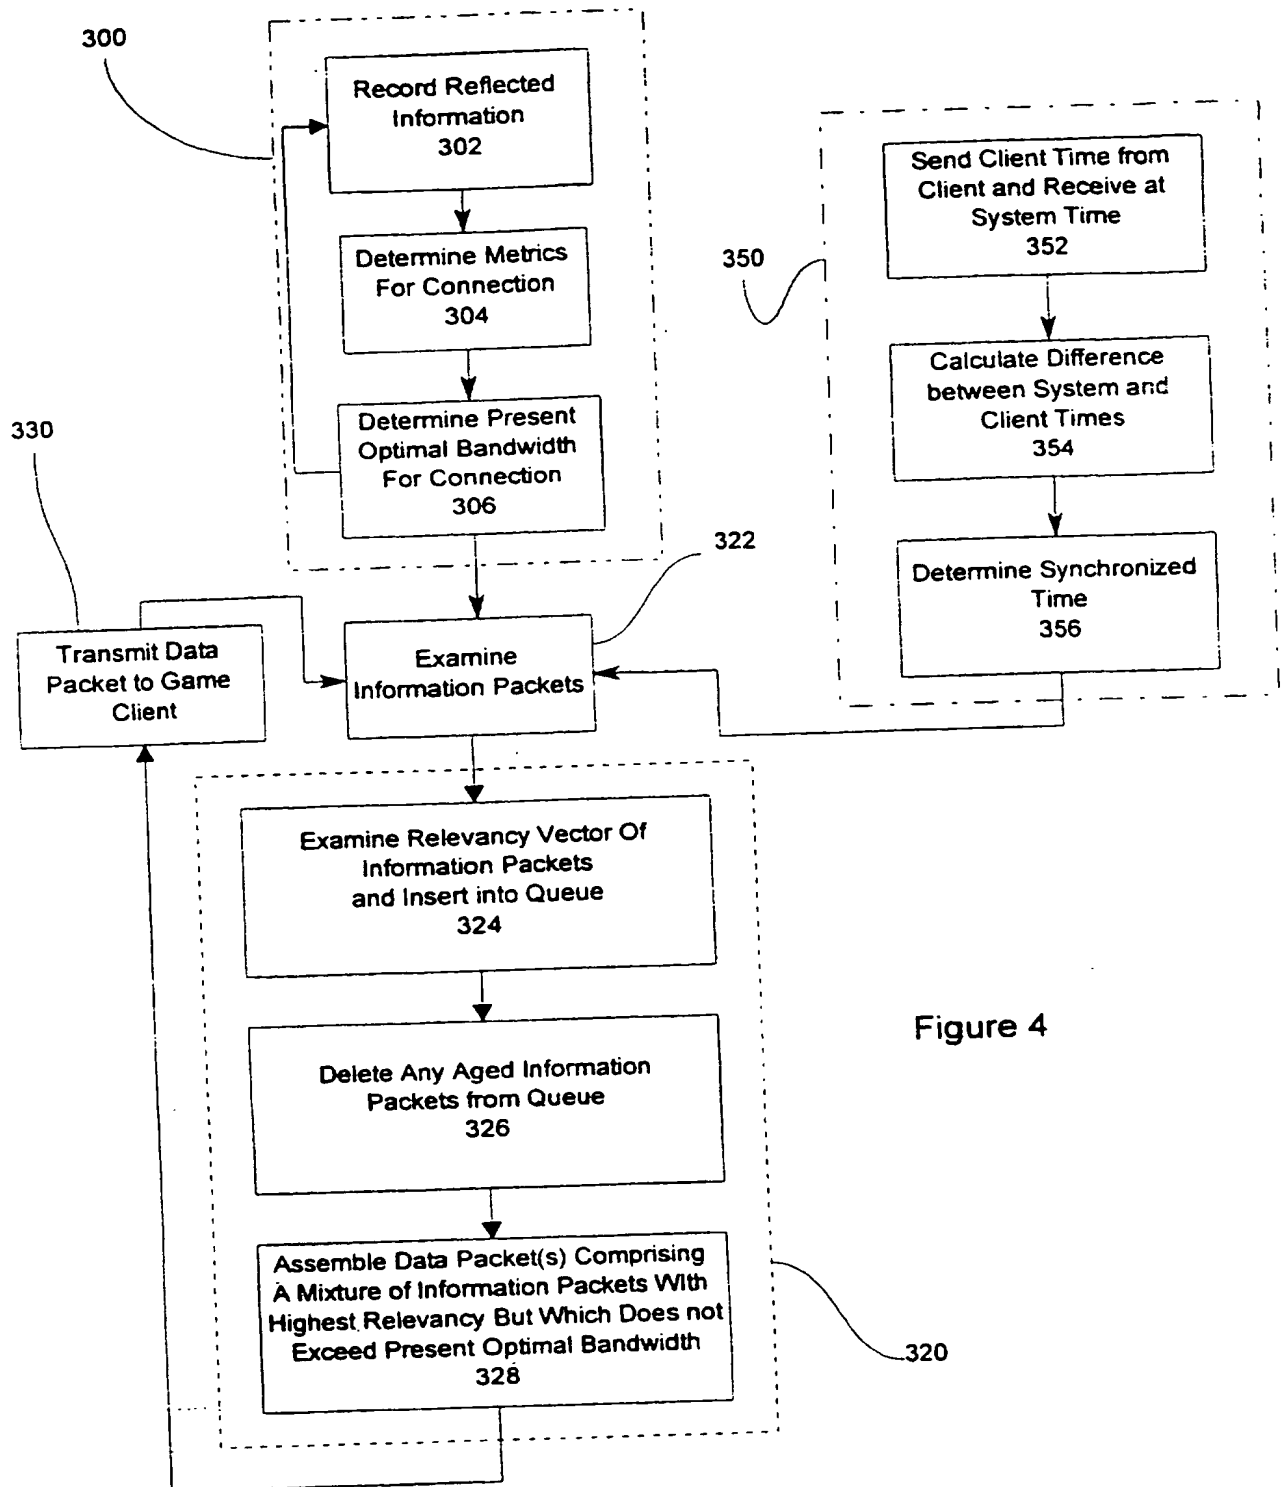 300
Record Reflected
Information
302
Determine Metrics
For Connection
304
Determine Present
Optimal Bandwidth
For Connection
306
350
Send Client Time from
Client and Receive at
System Time
352
Calculate Difference
between System and
Client Times
354
Determine Synchronized
Time
356
330
Transmit Data
Packet to Game
Client
322
Examine
Information Packets
Examine Relevancy Vector Of
Information Packets
and Insert into Queue
324
Delete Any Aged Information
Packets from Queue
326
Assemble Data Packet(s) Comprising
A Mixture of Information Packets With
Highest Relevancy But Which Does not
Exceed Present Optimal Bandwidth
328
320
Figure 4